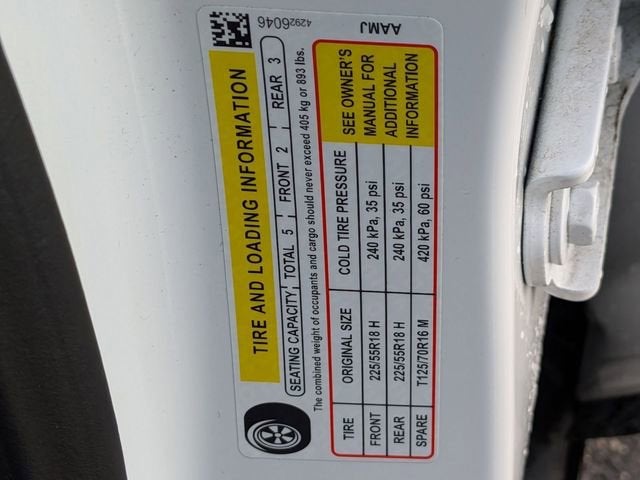 42926046
AAMJ
TIRE AND LOADING INFORMATION
SEATING CAPACITY TOTAL 5 FRONT 2 REAR 3
The combined weight of occupants and cargo should never exceed 405 kg or 893 lbs.
TIRE ORIGINAL SIZE COLD TIRE PRESSURE
FRONT 225/55R18 H 240 kPa, 35 psi
REAR 225/55R18 H 240 kPa, 35 psi
SPARE T125/70R16 M 420 kPa, 60 psi
SEE OWNER'S
MANUAL FOR
ADDITIONAL
INFORMATION